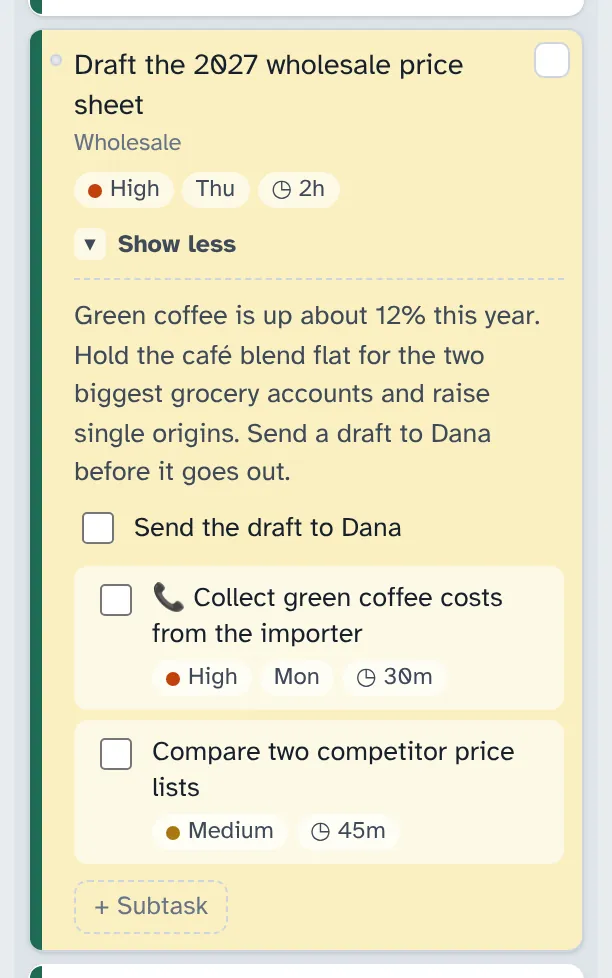 Draft the 2027 wholesale price
sheet
Wholesale
High Thu 2h
Show less
Green coffee is up about 12% this year.
Hold the café blend flat for the two
biggest grocery accounts and raise
single origins. Send a draft to Dana
before it goes out.
Send the draft to Dana
📞 Collect green coffee costs
from the importer
High Mon 30m
Compare two competitor price
lists
Medium 45m
+ Subtask